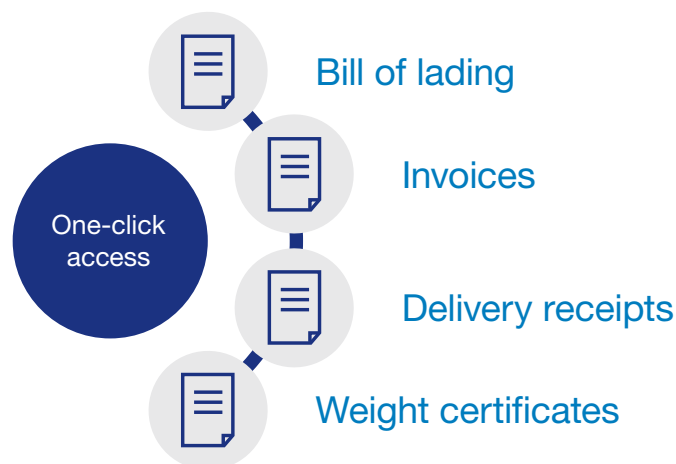 Bill of lading
Invoices
One-click
access
Delivery receipts
Weight certificates